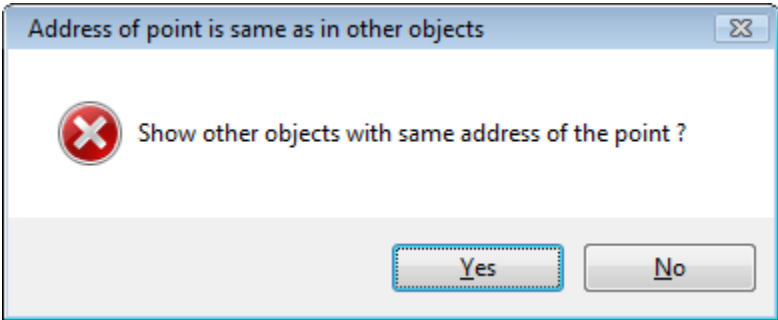 Address of point is same as in other objects
Show other objects with same address of the point ?
Yes
No